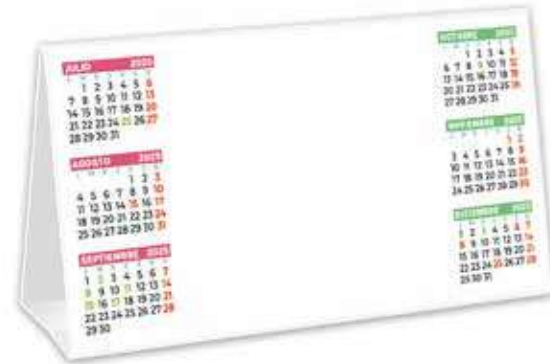 JULIO 2025
1 2 3 4 5 6
7 8 9 10 11 12 13
14 15 16 17 18 19 20
21 22 23 24 25 26 27
28 29 30 31
AGOSTO 2025
1 2 3
4 5 6 7 8 9 10
11 12 13 14 15 16 17
18 19 20 21 22 23 24
25 26 27 28 29 30 31
SEPTIEMBRE 2025
1 2 3 4 5 6 7
8 9 10 11 12 13 14
15 16 17 18 19 20 21
22 23 24 25 26 27 28
29 30
OCTUBRE 2025
1 2 3 4 5
6 7 8 9 10 11 12
13 14 15 16 17 18 19
20 21 22 23 24 25 26
27 28 29 30 31
NOVIEMBRE 2025
1 2
3 4 5 6 7 8 9
10 11 12 13 14 15 16
17 18 19 20 21 22 23
24 25 26 27 28 29 30
DICIEMBRE 2025
1 2 3 4 5 6 7
8 9 10 11 12 13 14
15 16 17 18 19 20 21
22 23 24 25 26 27 28
29 30 31